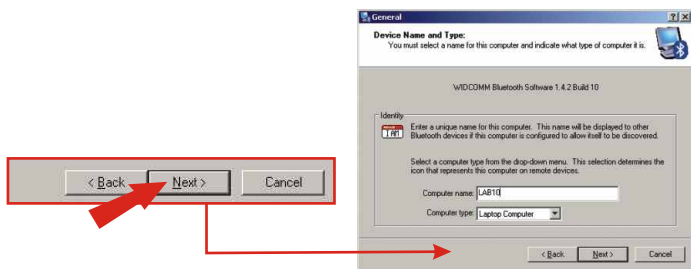 General
Device Name and Type:
You must select a name for this computer and indicate what type of computer it is.
WIDCOMM Bluetooth Software 1.4.2 Build 10
Identity
I AM
Enter a unique name for this computer. This name will be displayed to other
Bluetooth devices if this computer is configured to allow itself to be discovered.
Select a computer type from the drop-down menu. This selection determines the
icon that represents this computer on remote devices.
Computer name: LAB10
Computer type: Laptop Computer
< Back Next > Cancel
< Back Next > Cancel